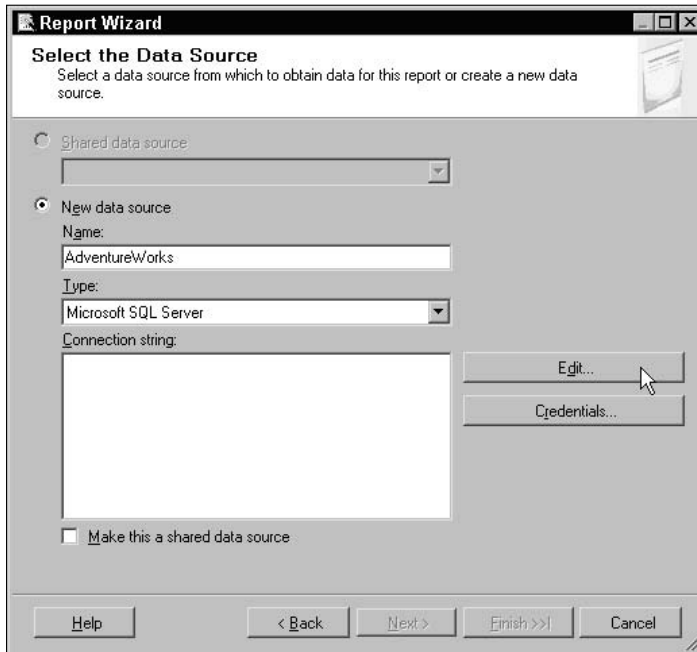 Report Wizard
Select the Data Source
Select a data source from which to obtain data for this report or create a new data
source.
Shared data source
New data source
Name:
AdventureWorks
Type:
Microsoft SQL Server
Connection string:
Edit...
Credentials...
Make this a shared data source
Help
< Back
Next >
Finish >>|
Cancel